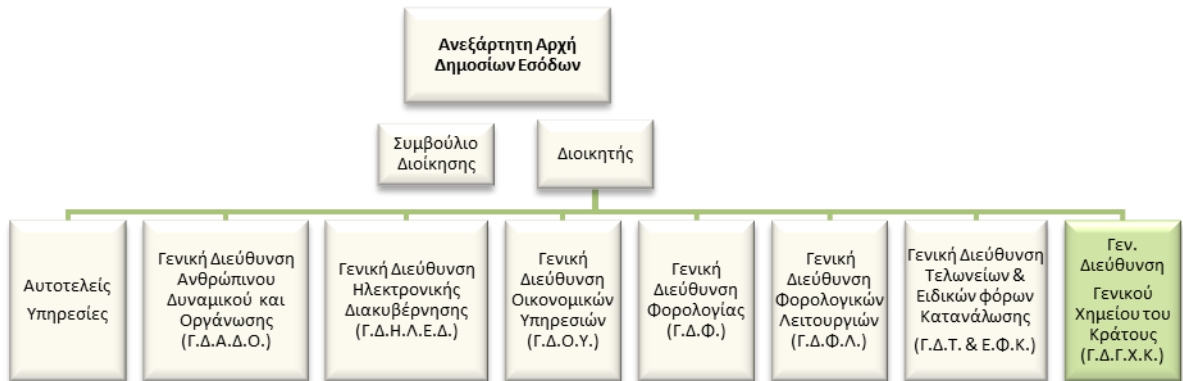 Ανεξάρτητη Αρχή
Δημοσίων Εσόδων
Συμβούλιο
Διοίκησης
Διοικητής
Αυτοτελείς
Υπηρεσίες
Γενική Διεύθυνση
Ανθρώπινου
Δυναμικού και
Οργάνωσης
(Γ.Δ.Α.Δ.Ο.)
Γενική Διεύθυνση
Ηλεκτρονικής
Διακυβέρνησης
(Γ.Δ.Η.Λ.Ε.Δ.)
Γενική
Διεύθυνση
Οικονομικών
Υπηρεσιών
(Γ.Δ.Ο.Υ.)
Γενική
Διεύθυνση
Φορολογίας
(Γ.Δ.Φ.)
Γενική
Διεύθυνση
Φορολογικών
Λειτουργιών
(Γ.Δ.Φ.Λ.)
Γενική Διεύθυνση
Τελωνείων &
Ειδικών φόρων
Κατανάλωσης
(Γ.Δ.Τ. & Ε.Φ.Κ.)
Γεν.
Διεύθυνση
Γενικού
Χημείου του
Κράτους
(Γ.Δ.Γ.Χ.Κ.)